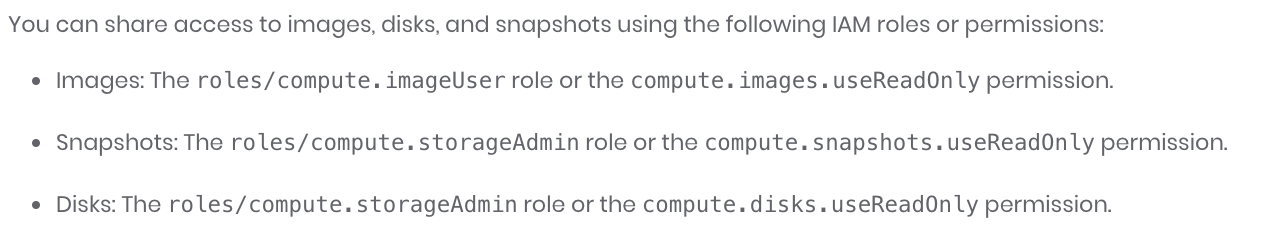 You can share access to images, disks, and snapshots using the following IAM roles or permissions:
• Images: The roles/compute.imageUser role or the compute.images.useReadOnly permission.
• Snapshots: The roles/compute.storageAdmin role or the compute.snapshots.useReadOnly permission.
• Disks: The roles/compute.storageAdmin role or the compute.disks.useReadOnly permission.